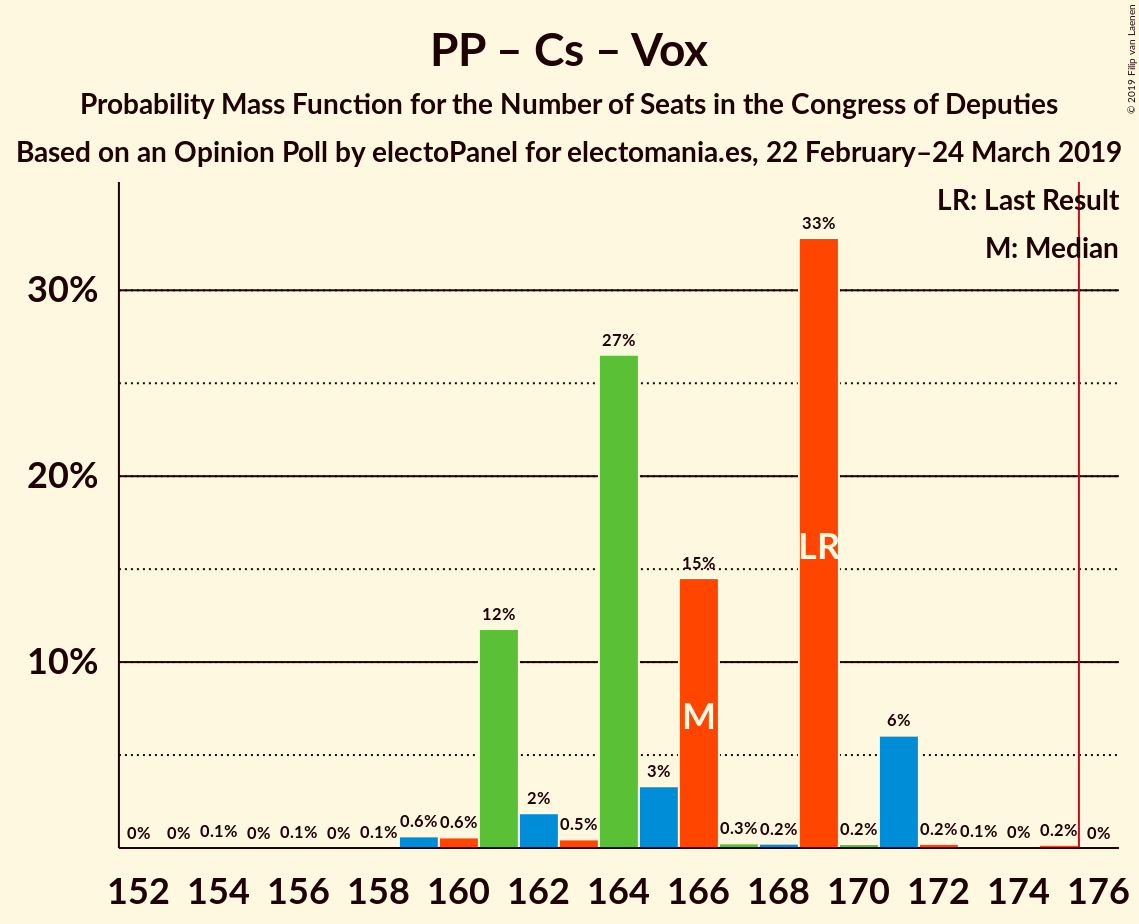 PP – Cs – Vox
Probability Mass Function for the Number of Seats in the Congress of Deputies
Based on an Opinion Poll by electoPanel for electomania.es, 22 February–24 March 2019
© 2019 Filip van Laenen
LR: Last Result
M: Median
30%
20%
10%
0% 0% 0.1% 0% 0.1% 0% 0.1% 0.6% 0.6% 12% 2% 0.5% 27% 3% 15% 0.3% 0.2% 33% 0.2% 6% 0.2% 0.1% 0% 0.2% 0%
LR
M
152 154 156 158 160 162 164 166 168 170 172 174 176